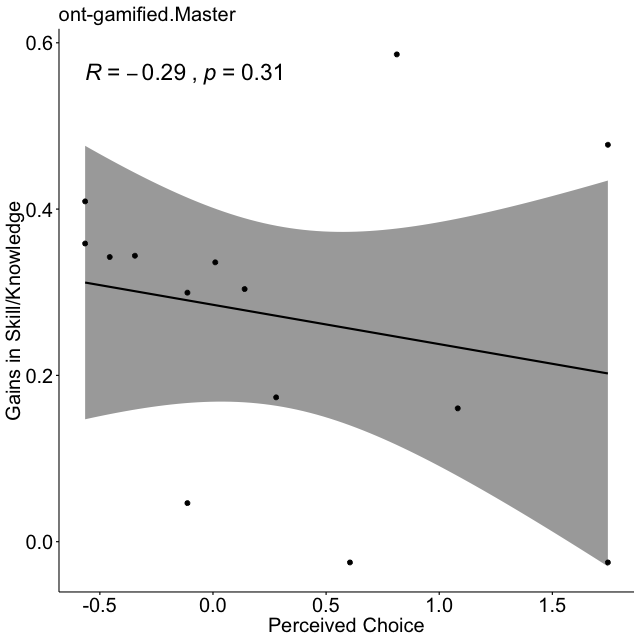 ont-gamified.Master
0.6
R = −0.29 , p = 0.31
0.4
0.2
0.0
Gains in Skill/Knowledge
-0.5 0.0 0.5 1.0 1.5
Perceived Choice